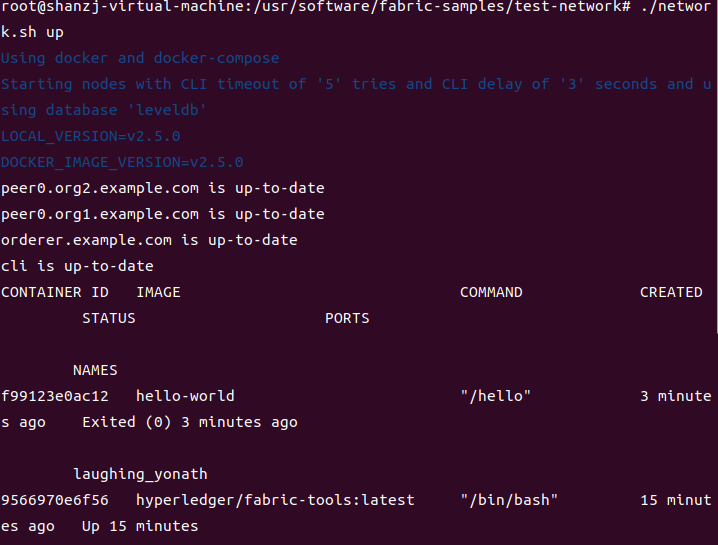 root@shanzj-virtual-machine:/usr/software/fabric-samples/test-network# ./networ
k.sh up
Using docker and docker-compose
Starting nodes with CLI timeout of '5' tries and CLI delay of '3' seconds and u
sing database 'leveldb'
LOCAL_VERSION=v2.5.0
DOCKER_IMAGE_VERSION=v2.5.0
peer0.org2.example.com is up-to-date
peer0.org1.example.com is up-to-date
orderer.example.com is up-to-date
cli is up-to-date
CONTAINER ID   IMAGE                               COMMAND             CREATED
         STATUS                     PORTS
        NAMES
f99123e0ac12   hello-world                         "/hello"            3 minute
s ago    Exited (0) 3 minutes ago
        laughing_yonath
9566970e6f56   hyperledger/fabric-tools:latest     "/bin/bash"         15 minut
es ago   Up 15 minutes